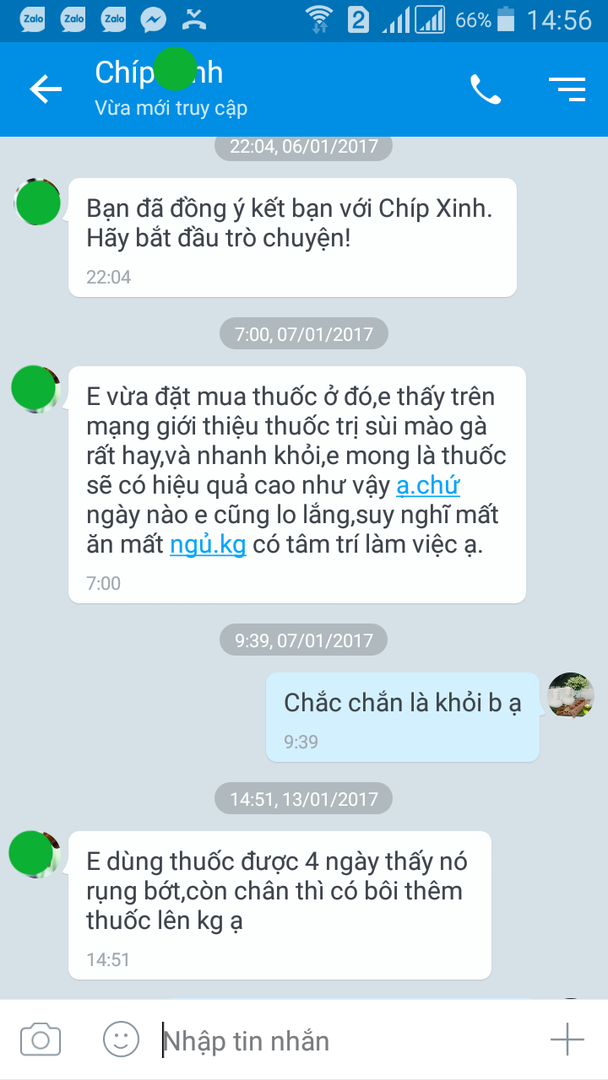 Zalo Zalo Zalo 2 66% 14:56
Chíp nh
Vừa mới truy cập
22:04, 06/01/2017
Bạn đã đồng ý kết bạn với Chíp Xinh.
Hãy bắt đầu trò chuyện!
22:04
7:00, 07/01/2017
E vừa đặt mua thuốc ở đó,e thấy trên
mạng giới thiệu thuốc trị sùi mào gà
rất hay,và nhanh khỏi,e mong là thuốc
sẽ có hiệu quả cao như vậy ạ.chứ
ngày nào e cũng lo lắng,suy nghĩ mất
ăn mất ngủ.kg có tâm trí làm việc ạ.
7:00
9:39, 07/01/2017
Chắc chắn là khỏi b ạ
9:39
14:51, 13/01/2017
E dùng thuốc được 4 ngày thấy nó
rụng bớt,còn chân thì có bôi thêm
thuốc lên kg ạ
14:51
Nhập tin nhắn